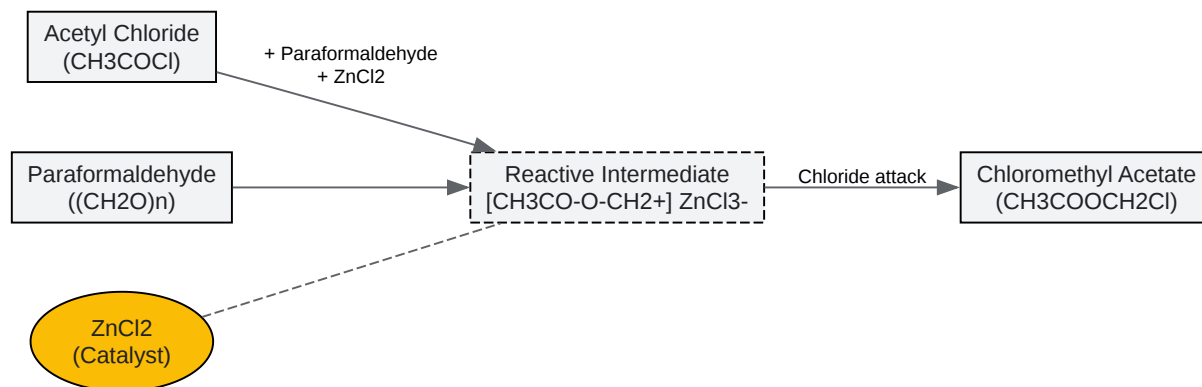 Acetyl Chloride
(CH3COCl)
+ Paraformaldehyde
+ ZnCl2
Paraformaldehyde
((CH2O)n)
Reactive Intermediate
[CH3CO-O-CH2+] ZnCl3-
Chloride attack
Chloromethyl Acetate
(CH3COOCH2Cl)
ZnCl2
(Catalyst)